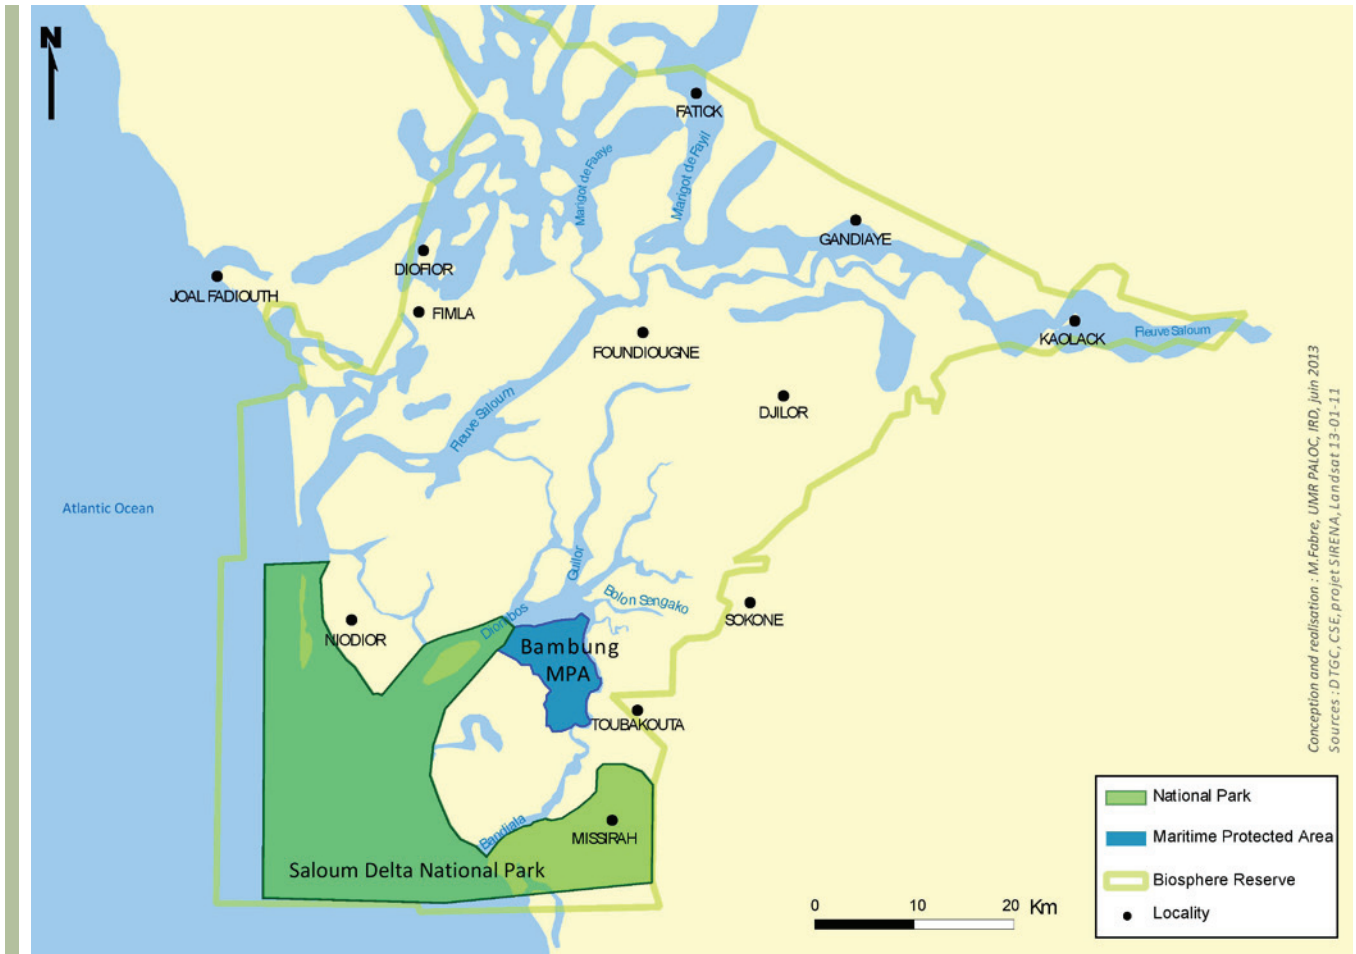 N
FATICK
Marigot de Faaye
Marigot de Fayil
GANDIAYE
DIOFIOR
JOAL FADIOUTH
FIMLA
FOUNDIOUGNE
KAOLACK
Fleuve Saloum
DJILOR
Fleuve Saloum
Atlantic Ocean
Guilor
Bolon Sengako
SOKONE
Diombos
NIODIOR
Bambung
MPA
TOUBAKOUTA
Bandiala
MISSIRAH
Saloum Delta National Park
Conception and realisation : M.Fabre, UMR PALOC, IRD, juin 2013
Sources : DTGC, CSE, projet SIRENA, Landsat 13-01-11
National Park
Maritime Protected Area
Biosphere Reserve
Locality
0 10 20 Km